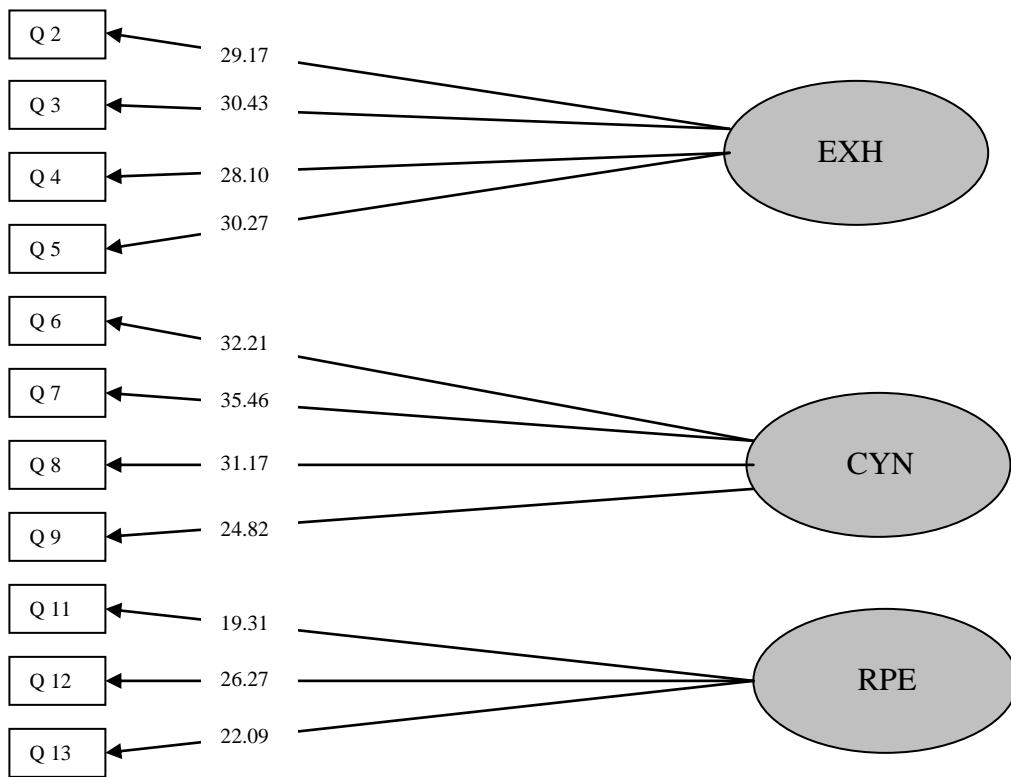 Q 2
29.17
Q 3
30.43
EXH
Q 4
28.10
Q 5
30.27
Q 6
32.21
Q 7
35.46
CYN
Q 8
31.17
Q 9
24.82
Q 11
19.31
Q 12
26.27
RPE
Q 13
22.09